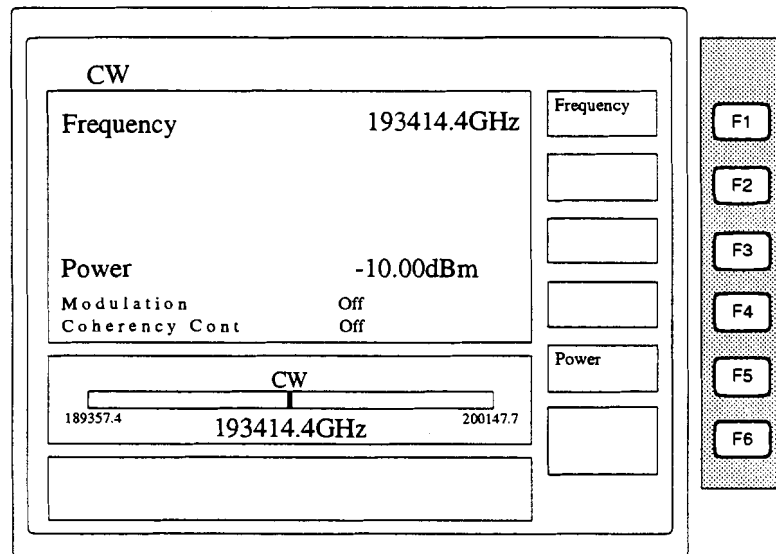 CW
Frequency 193414.4GHz
Power -10.00dBm
Modulation Off
Coherency Cont Off
CW
189357.4 200147.7
193414.4GHz
Frequency
Power
F1
F2
F3
F4
F5
F6